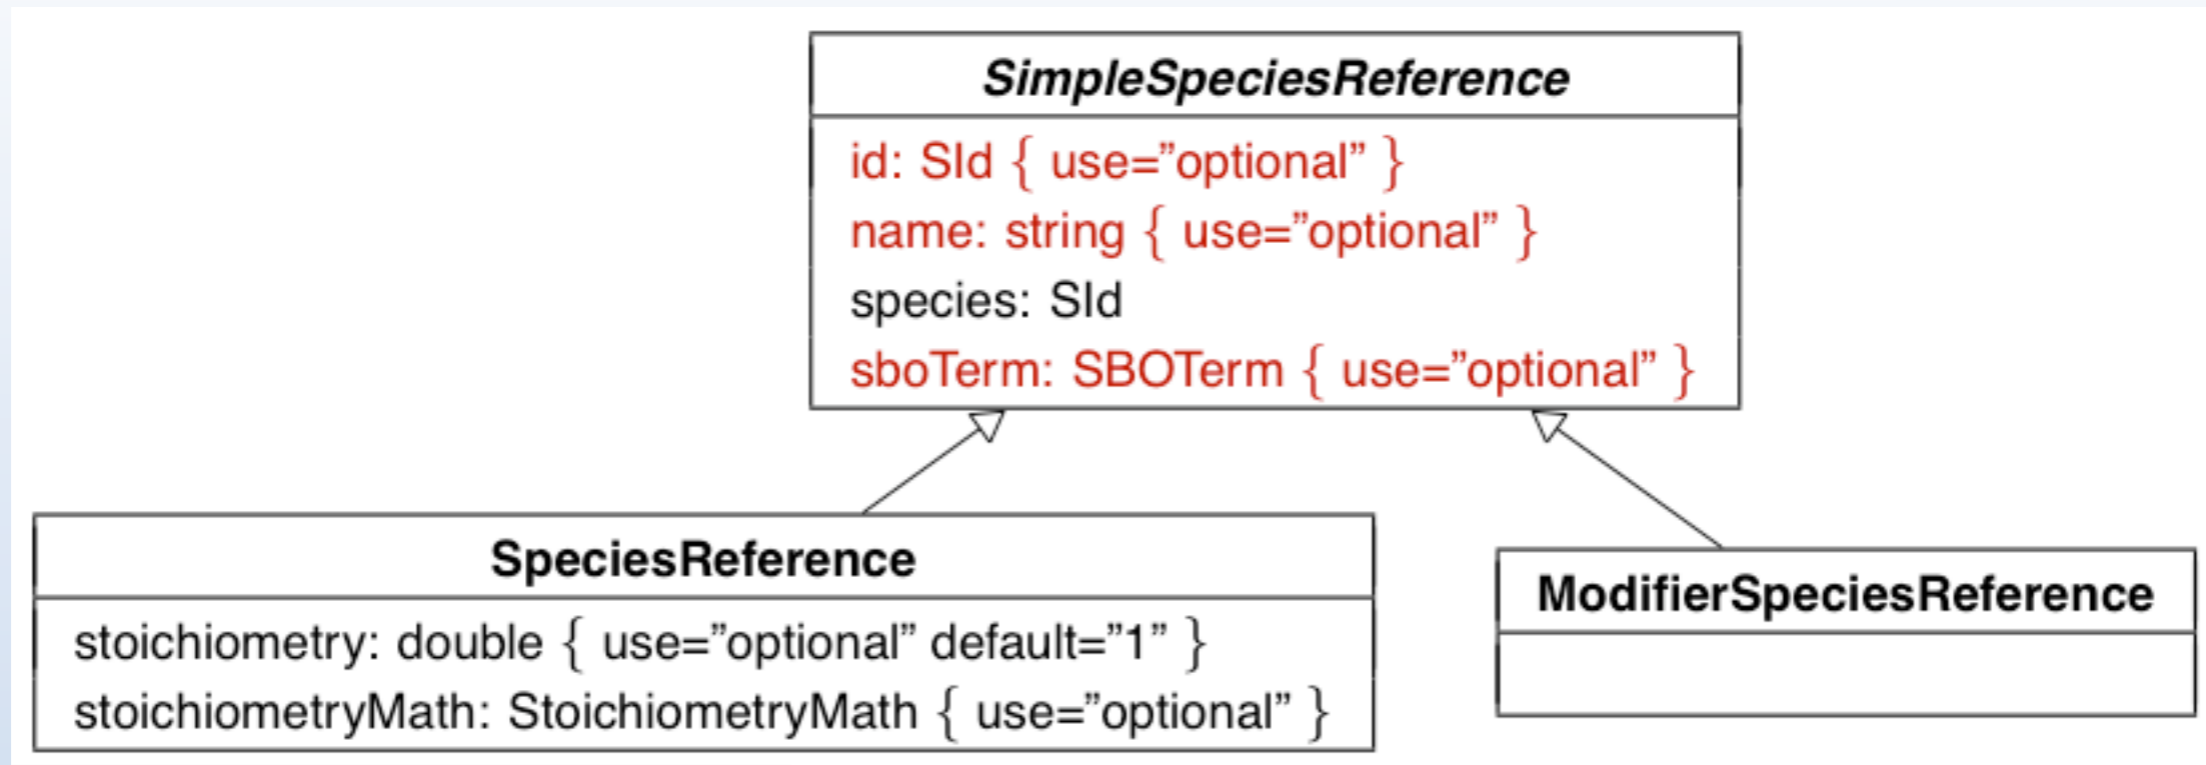 SimpleSpeciesReference
id: SId { use=”optional” }
name: string { use=”optional” }
species: SId
sboTerm: SBOTerm { use=”optional” }
SpeciesReference
stoichiometry: double { use=”optional” default=”1” }
stoichiometryMath: StoichiometryMath { use=”optional” }
ModifierSpeciesReference